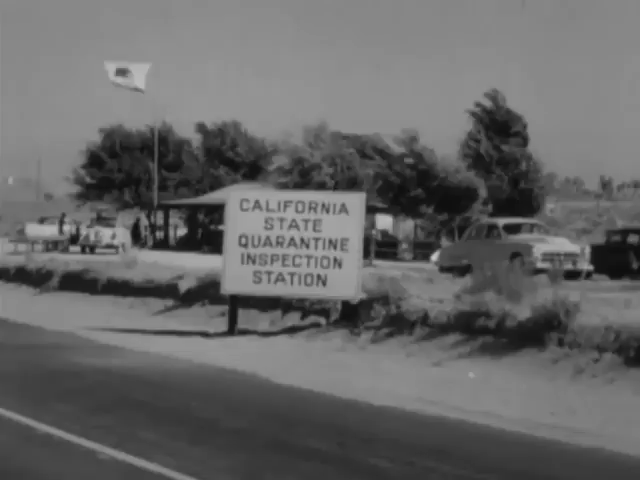 CALIFORNIA
STATE
QUARANTINE
INSPECTION
STATION